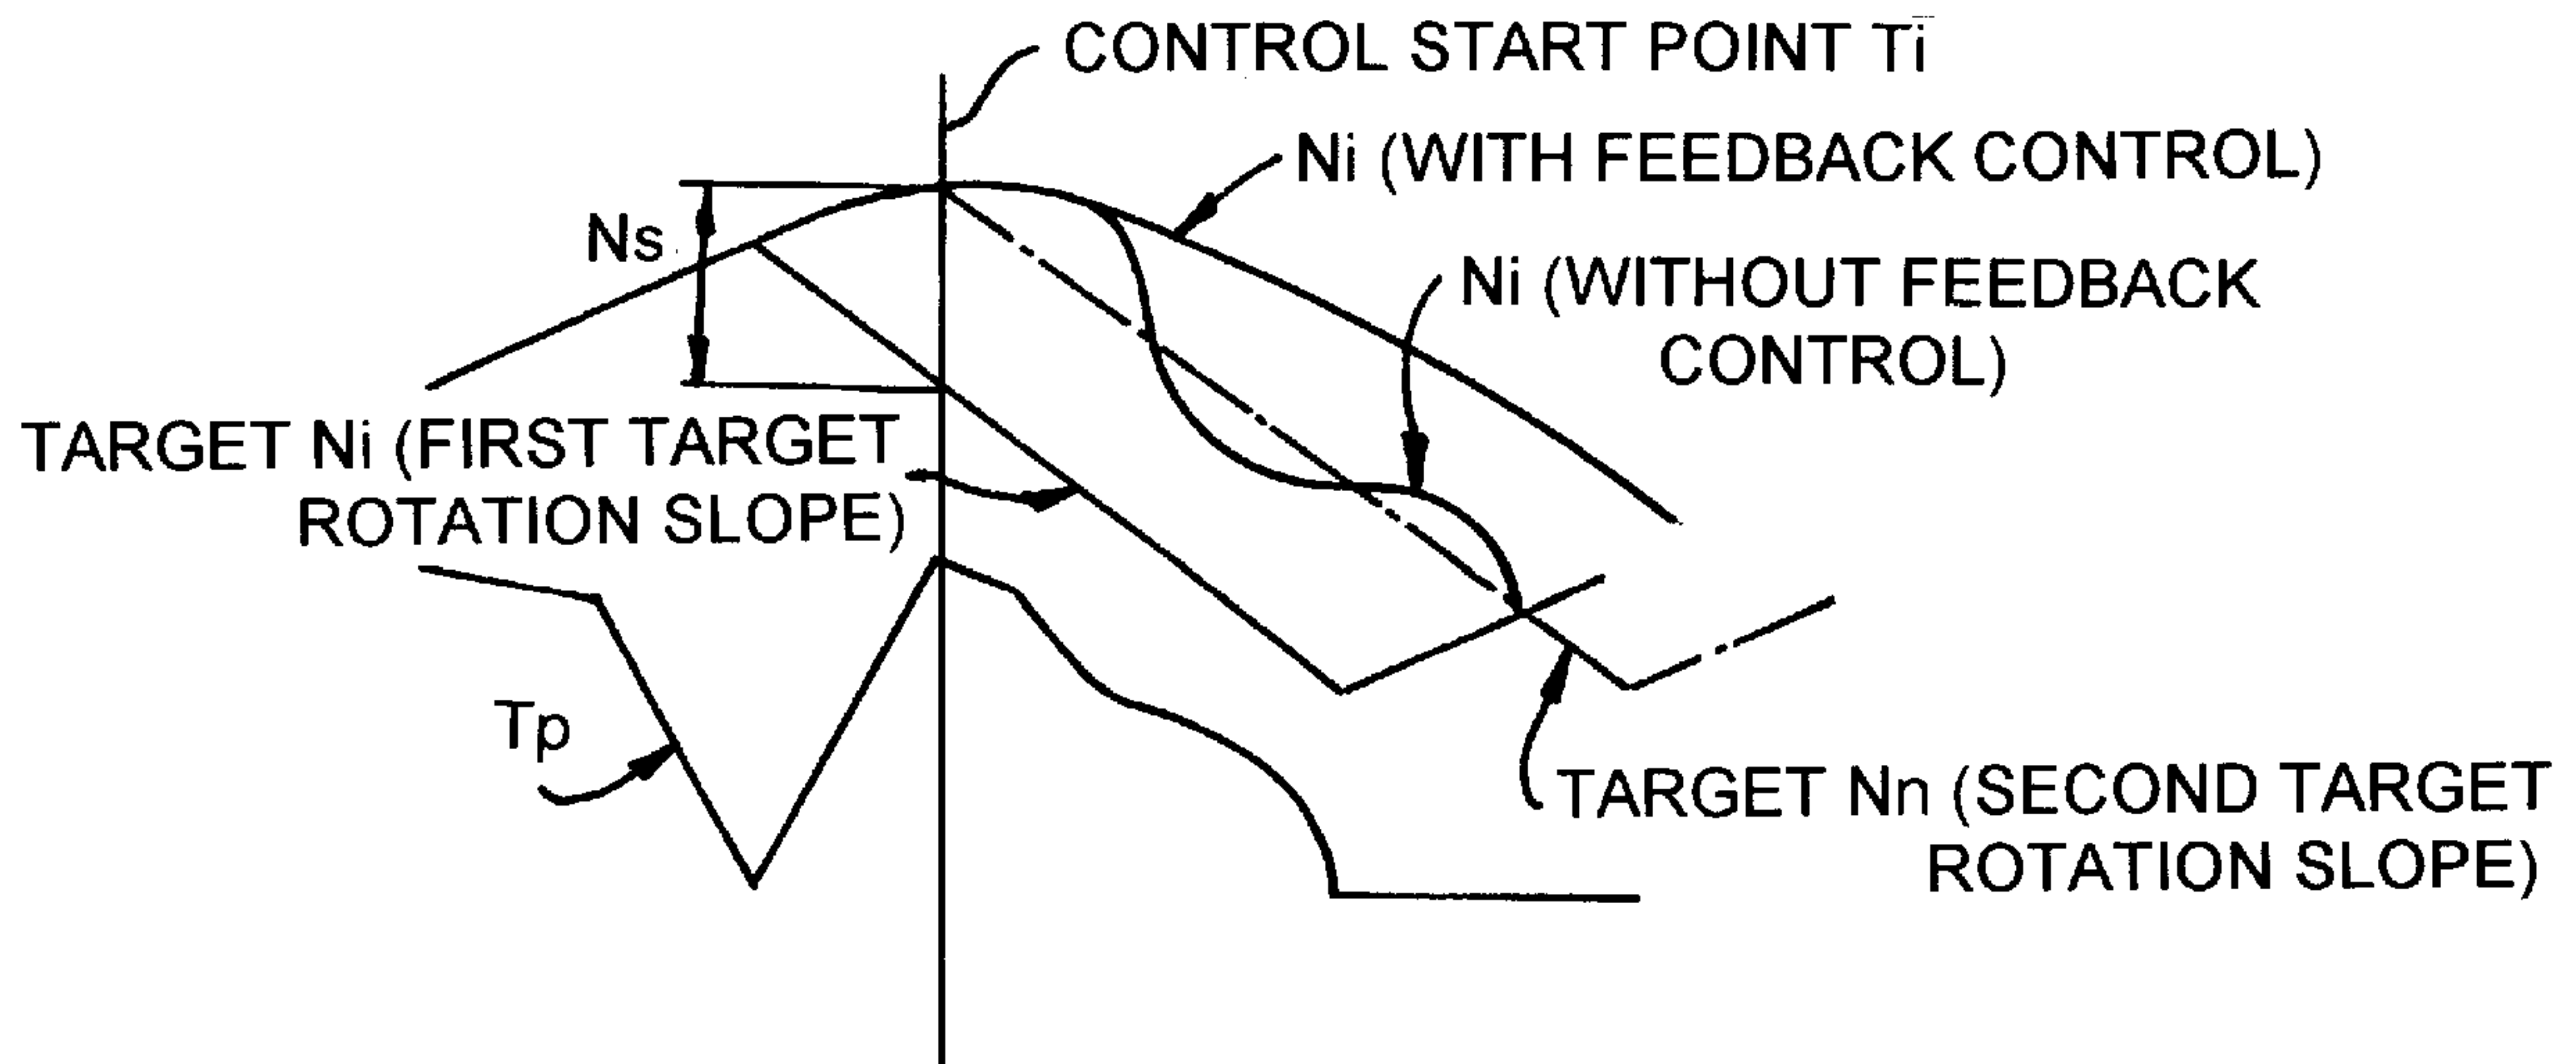 CONTROL START POINT Ti
Ni (WITH FEEDBACK CONTROL)
Ns
Ni (WITHOUT FEEDBACK
CONTROL)
TARGET Ni (FIRST TARGET
ROTATION SLOPE)
Tp
TARGET Nn (SECOND TARGET
ROTATION SLOPE)